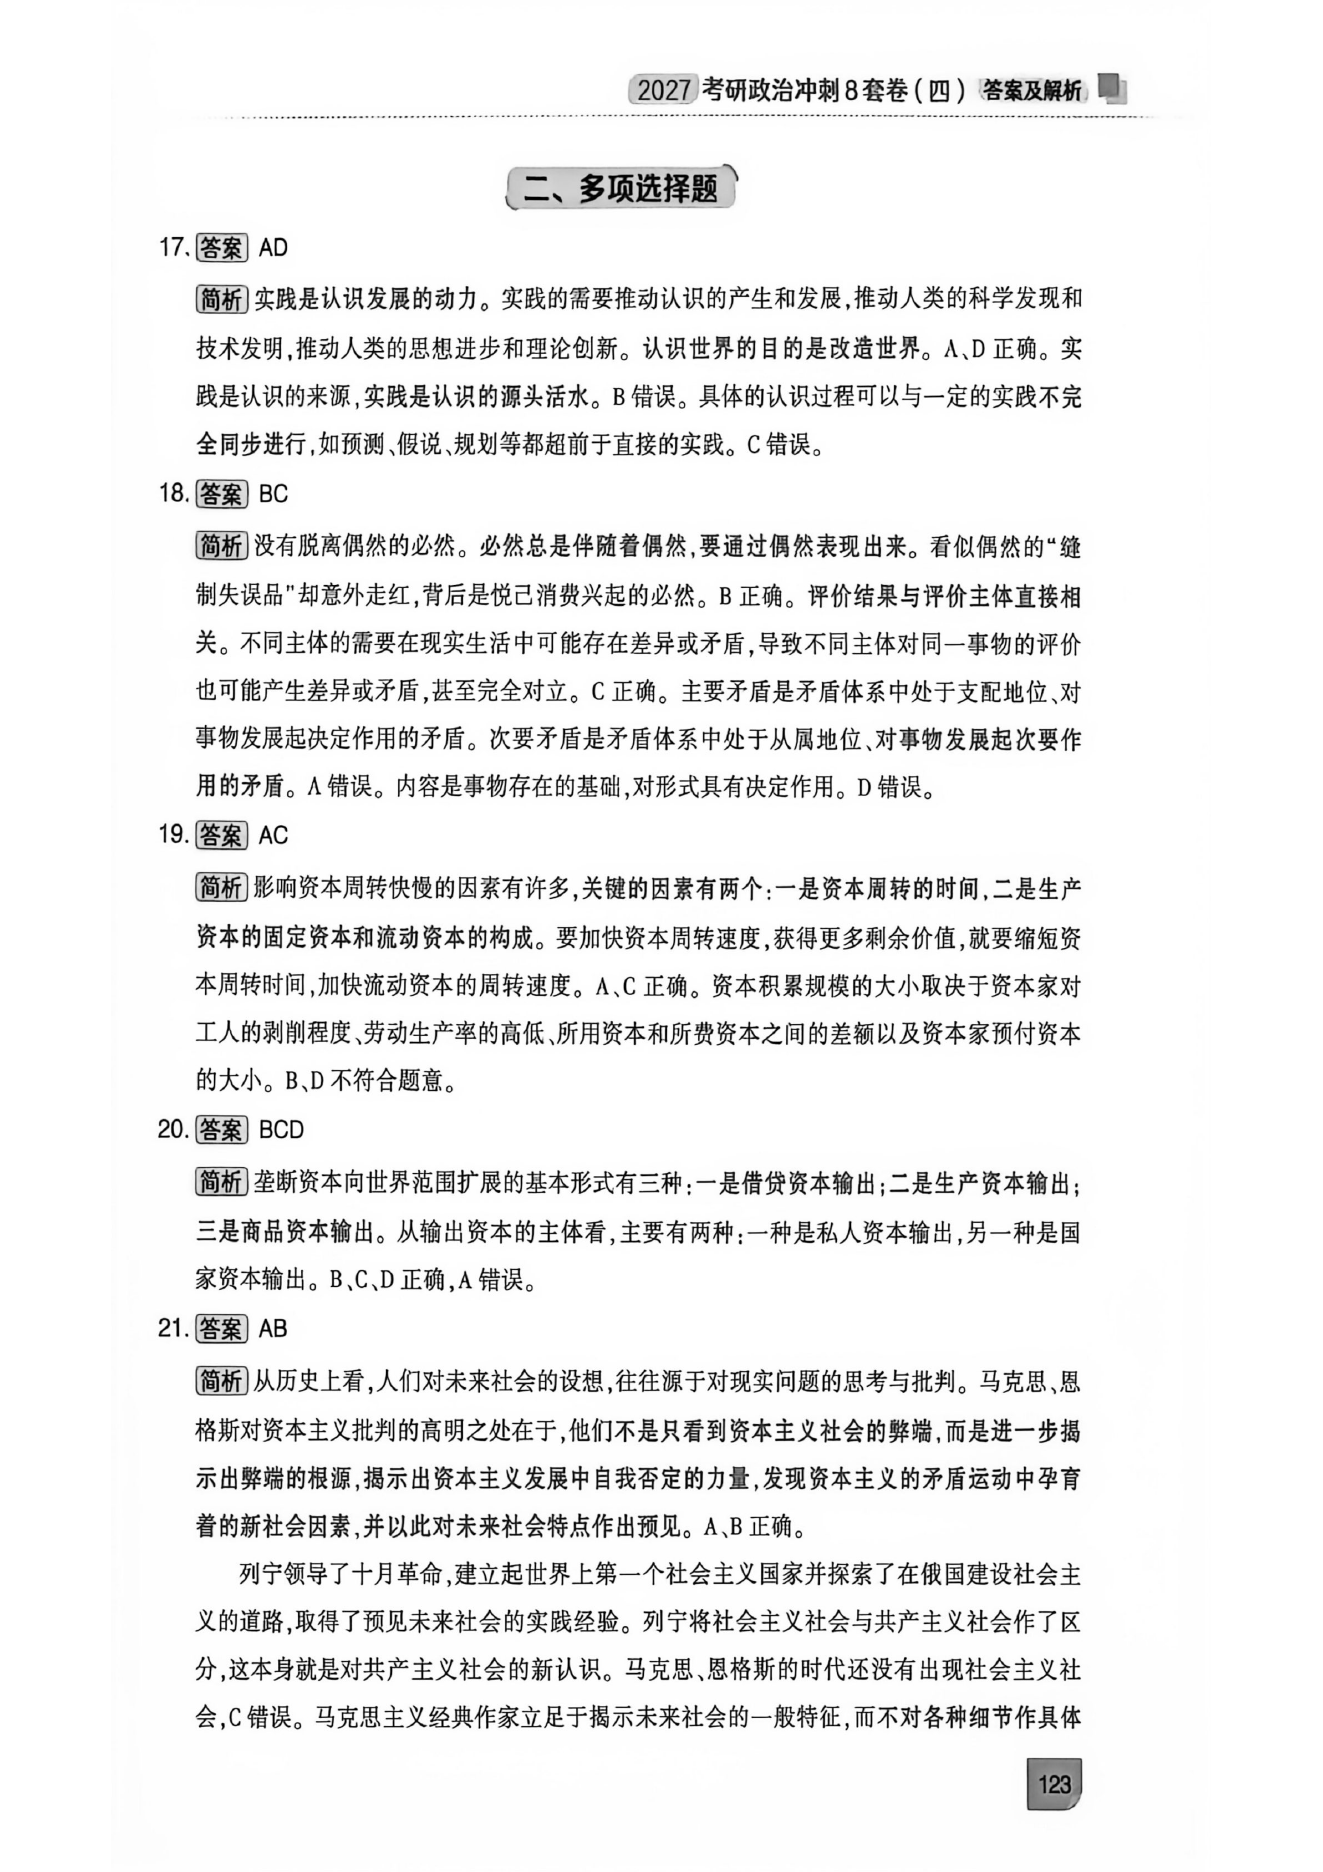 2027 考研政治冲刺8套卷(四) 答案及解析
二、多项选择题
17. 答案 AD
简析 实践是认识发展的动力。实践的需要推动认识的产生和发展,推动人类的科学发现和
技术发明,推动人类的思想进步和理论创新。认识世界的目的是改造世界。A、D 正确。实
践是认识的来源,实践是认识的源头活水。B 错误。具体的认识过程可以与一定的实践不完
全同步进行,如预测、假说、规划等都超前于直接的实践。C 错误。
18. 答案 BC
简析 没有脱离偶然的必然。必然总是伴随着偶然,要通过偶然表现出来。看似偶然的“缝
制失误品”却意外走红,背后是悦己消费兴起的必然。B 正确。评价结果与评价主体直接相
关。不同主体的需要在现实生活中可能存在差异或矛盾,导致不同主体对同一事物的评价
也可能产生差异或矛盾,甚至完全对立。C 正确。主要矛盾是矛盾体系中处于支配地位、对
事物发展起决定作用的矛盾。次要矛盾是矛盾体系中处于从属地位、对事物发展起次要作
用的矛盾。A 错误。内容是事物存在的基础,对形式具有决定作用。D 错误。
19. 答案 AC
简析 影响资本周转快慢的因素有许多,关键的因素有两个:一是资本周转的时间,二是生产
资本的固定资本和流动资本的构成。要加快资本周转速度,获得更多剩余价值,就要缩短资
本周转时间,加快流动资本的周转速度。A、C 正确。资本积累规模的大小取决于资本家对
工人的剥削程度、劳动生产率的高低、所用资本和所费资本之间的差额以及资本家预付资本
的大小。B、D 不符合题意。
20. 答案 BCD
简析 垄断资本向世界范围扩展的基本形式有三种:一是借贷资本输出;二是生产资本输出;
三是商品资本输出。从输出资本的主体看,主要有两种:一种是私人资本输出,另一种是国
家资本输出。B、C、D 正确,A 错误。
21. 答案 AB
简析 从历史上看,人们对未来社会的设想,往往源于对现实问题的思考与批判。马克思、恩
格斯对资本主义批判的高明之处在于,他们不是只看到资本主义社会的弊端,而是进一步揭
示出弊端的根源,揭示出资本主义发展中自我否定的力量,发现资本主义的矛盾运动中孕育
着的新社会因素,并以此对未来社会特点作出预见。A、B 正确。
列宁领导了十月革命,建立起世界上第一个社会主义国家并探索了在俄国建设社会主
义的道路,取得了预见未来社会的实践经验。列宁将社会主义社会与共产主义社会作了区
分,这本身就是对共产主义社会的新认识。马克思、恩格斯的时代还没有出现社会主义社
会,C 错误。马克思主义经典作家立足于揭示未来社会的一般特征,而不对各种细节作具体
123